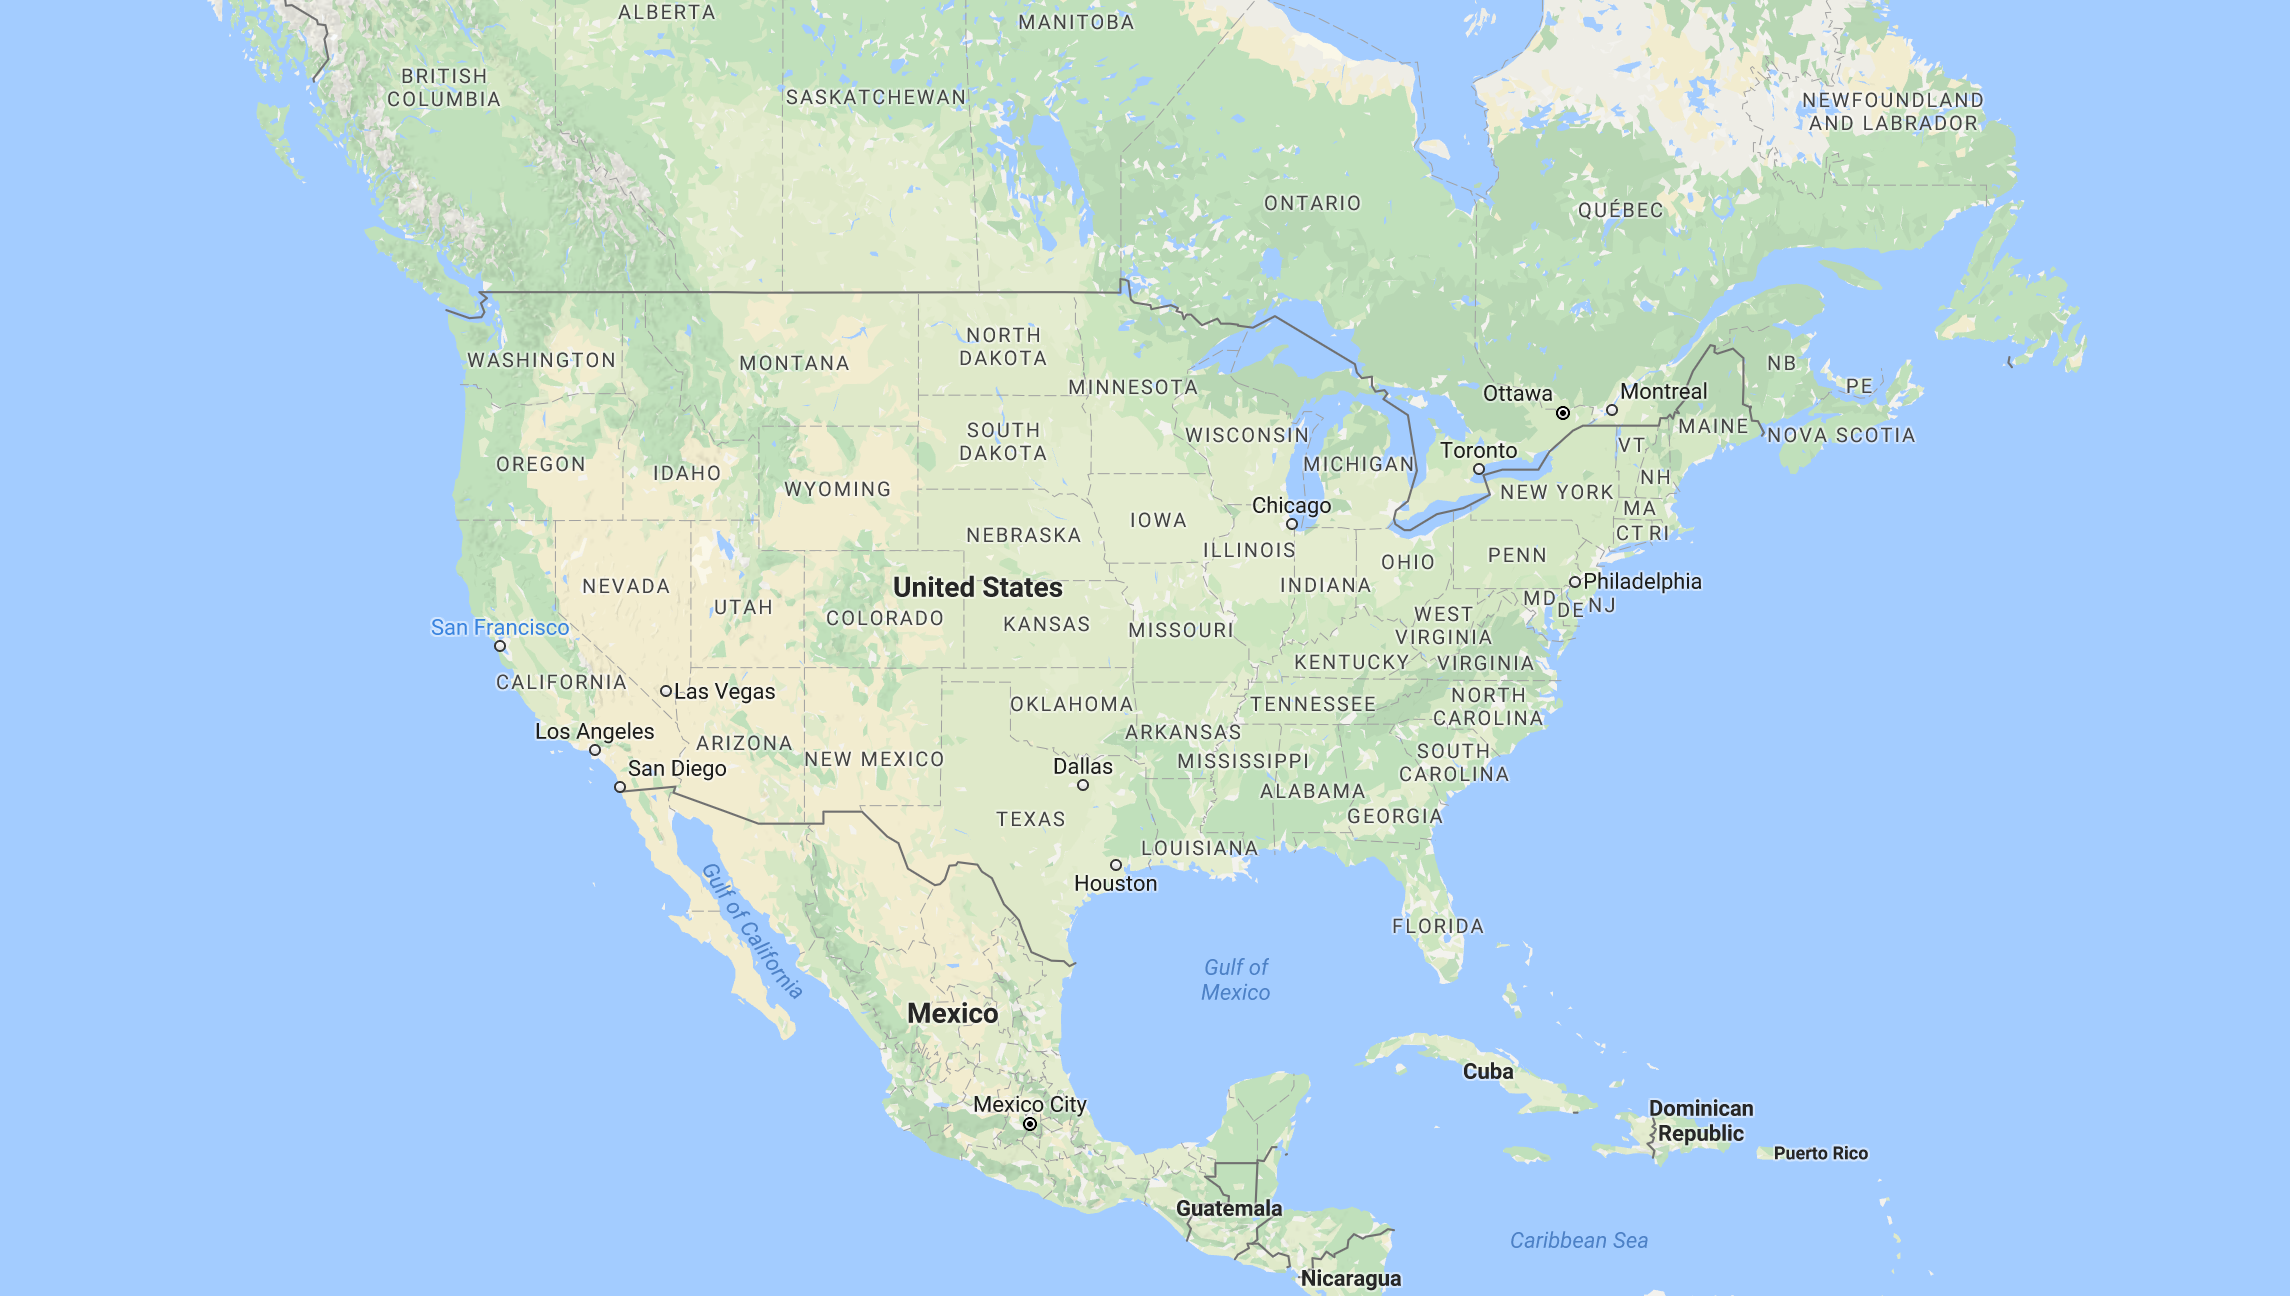 ALBERTA
MANITOBA
BRITISH
COLUMBIA
SASKATCHEWAN
NEWFOUNDLAND
AND LABRADOR
ONTARIO
QUÉBEC
WASHINGTON
MONTANA
NORTH
DAKOTA
MINNESOTA
NB
PE
Ottawa
Montreal
MAINE
NOVA SCOTIA
SOUTH
DAKOTA
WISCONSIN
MICHIGAN
Toronto
VT
NH
OREGON
IDAHO
WYOMING
NEW YORK
MA
CT RI
Chicago
IOWA
NEBRASKA
ILLINOIS
INDIANA
OHIO
PENN
Philadelphia
MD
DE
NJ
NEVADA
UTAH
United States
COLORADO
KANSAS
MISSOURI
WEST
VIRGINIA
San Francisco
CALIFORNIA
KENTUCKY
VIRGINIA
Las Vegas
OKLAHOMA
TENNESSEE
NORTH
CAROLINA
Los Angeles
ARIZONA
NEW MEXICO
ARKANSAS
San Diego
Dallas
MISSISSIPPI
SOUTH
CAROLINA
ALABAMA
TEXAS
GEORGIA
LOUISIANA
Houston
FLORIDA
Gulf of California
Gulf of
Mexico
Mexico
Cuba
Mexico City
Dominican
Republic
Puerto Rico
Guatemala
Caribbean Sea
Nicaragua